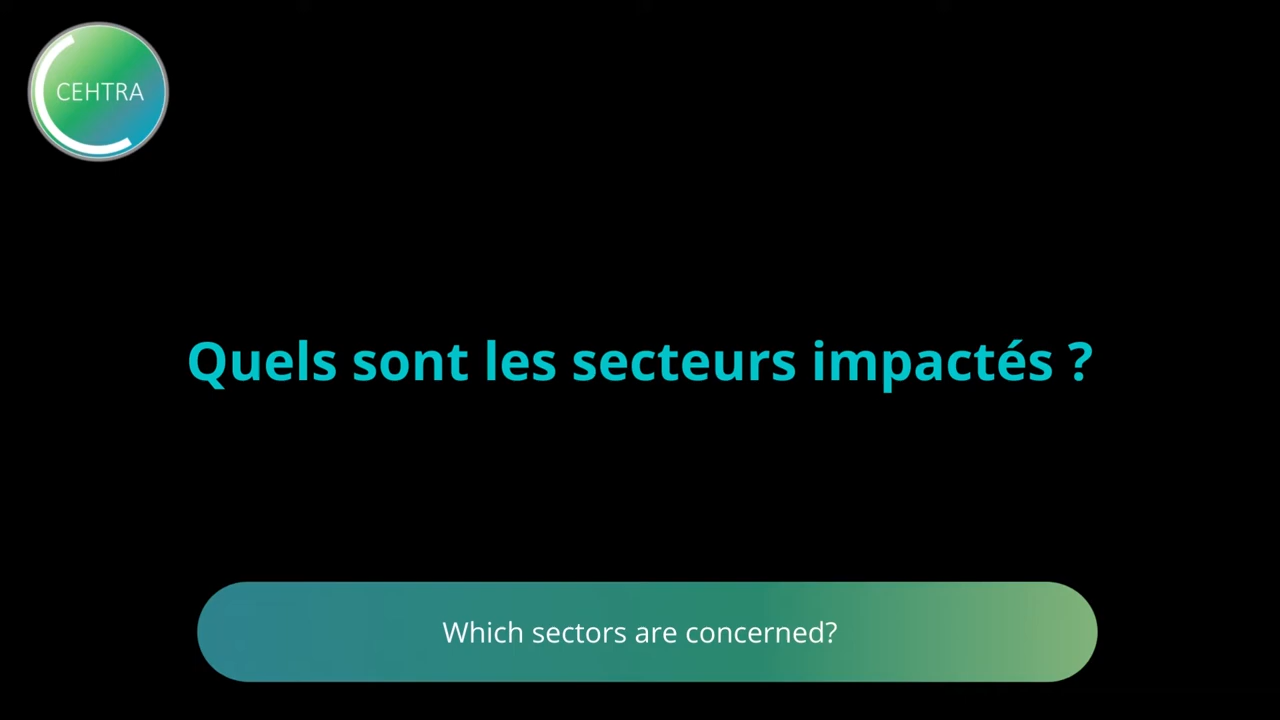 CEHTRA
Quels sont les secteurs impactés ?
Which sectors are concerned?